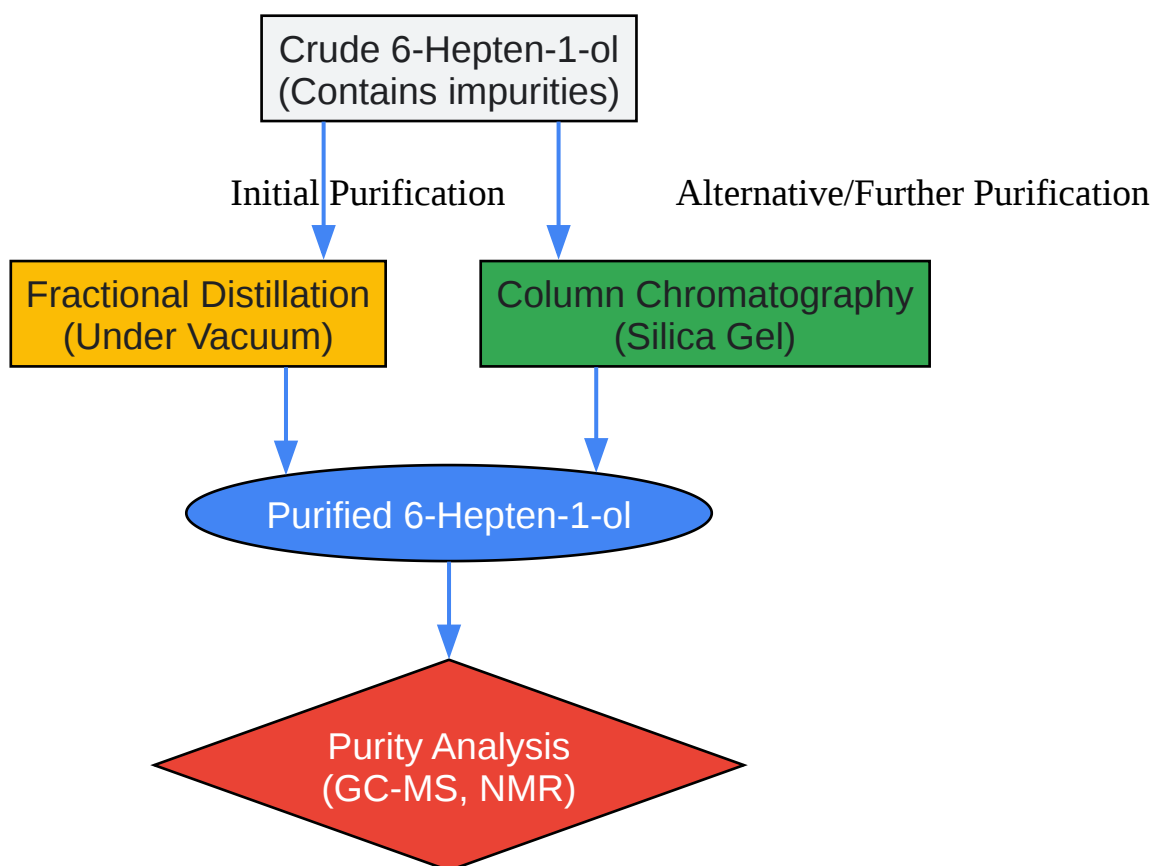 Crude 6-Hepten-1-ol
(Contains impurities)
Initial Purification
Alternative/Further Purification
Fractional Distillation
(Under Vacuum)
Column Chromatography
(Silica Gel)
Purified 6-Hepten-1-ol
Purity Analysis
(GC-MS, NMR)